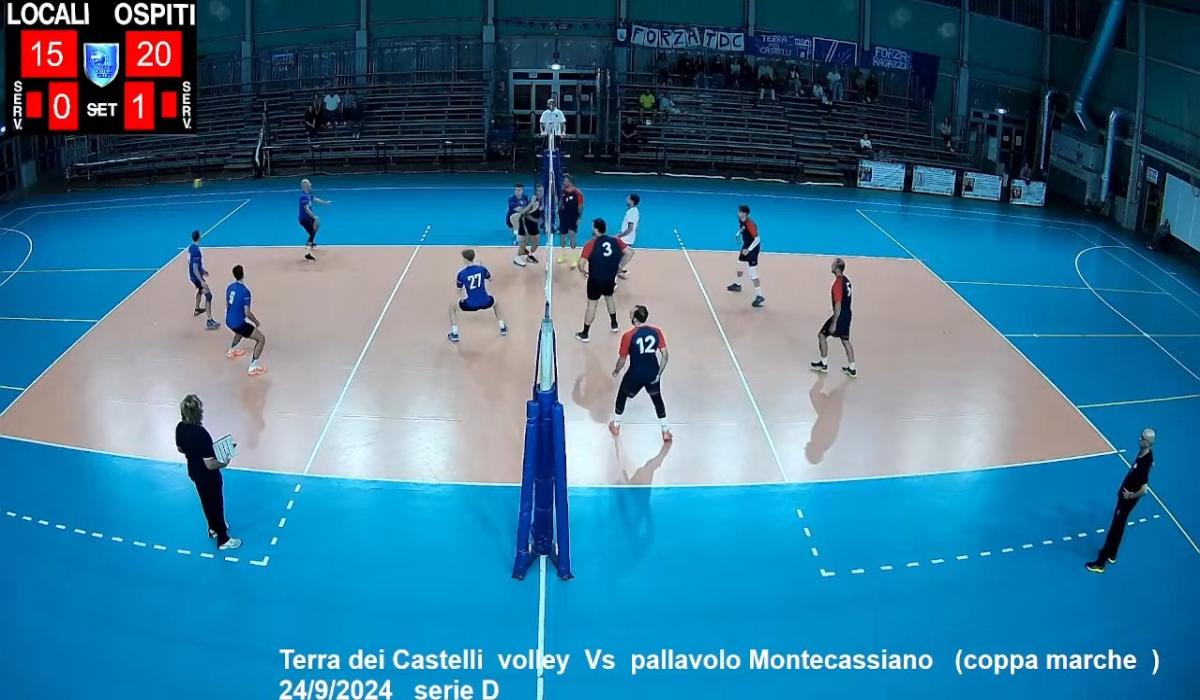 LOCALI OSPITI
15 20
SERV. 0 SET 1 SERV.
FORZA TDC
TERRA
CASTELLI
FORZA
RAGAZZI
27
3
12
Terra dei Castelli volley Vs pallavolo Montecassiano (coppa marche )
24/9/2024 serie D